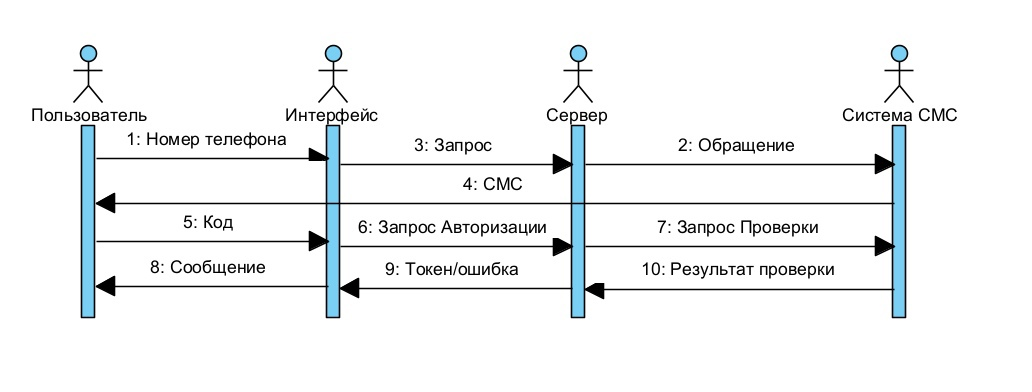 Пользователь
Интерфейс
Сервер
Система СМС
1: Номер телефона
3: Запрос
2: Обращение
4: СМС
5: Код
6: Запрос Авторизации
7: Запрос Проверки
8: Сообщение
9: Токен/ошибка
10: Результат проверки